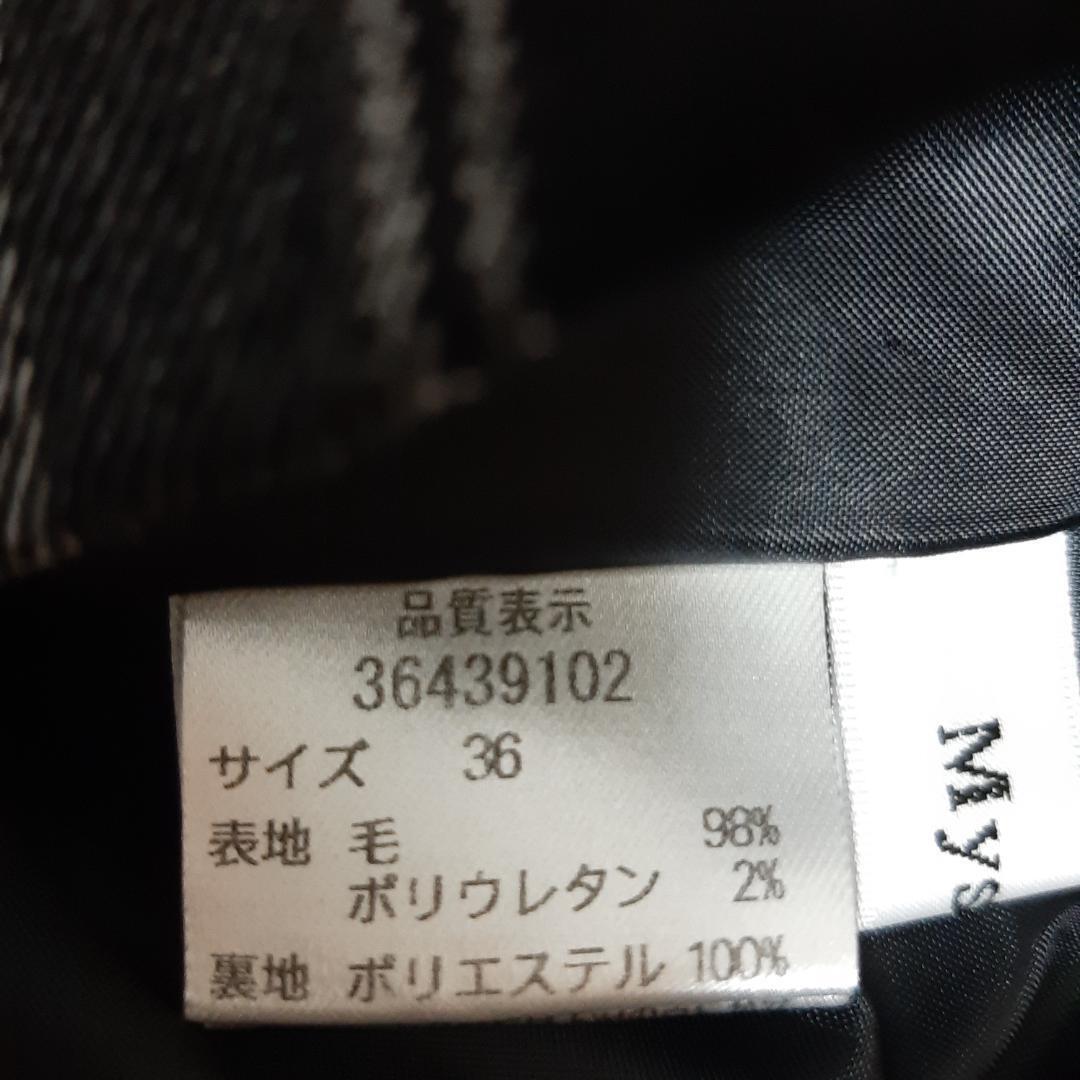 品質表示
36439102
サイズ 36
表地 毛 98%
ポリウレタン 2%
裏地 ポリエステル 100%
Mys